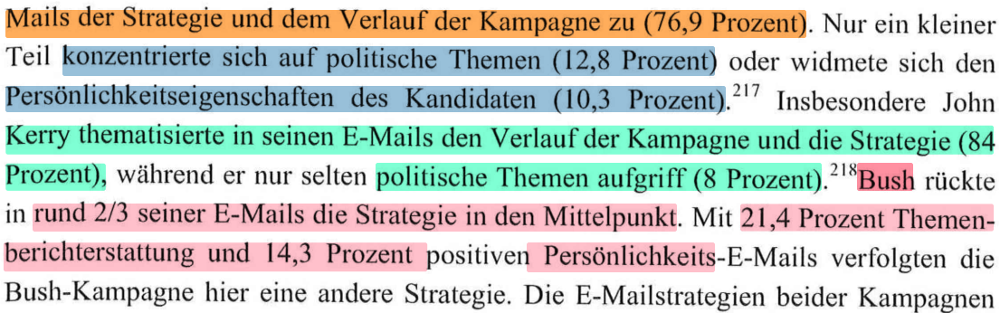 Mails der Strategie und dem Verlauf der Kampagne zu (76,9 Prozent). Nur ein kleiner
Teil konzentrierte sich auf politische Themen (12,8 Prozent) oder widmete sich den
Persönlichkeitseigenschaften des Kandidaten (10,3 Prozent).217 Insbesondere John
Kerry thematisierte in seinen E-Mails den Verlauf der Kampagne und die Strategie (84
Prozent), während er nur selten politische Themen aufgriff (8 Prozent).218Bush rückte
in rund 2/3 seiner E-Mails die Strategie in den Mittelpunkt. Mit 21,4 Prozent Themen-
berichterstattung und 14,3 Prozent positiven Persönlichkeits-E-Mails verfolgten die
Bush-Kampagne hier eine andere Strategie. Die E-Mailstrategien beider Kampagnen